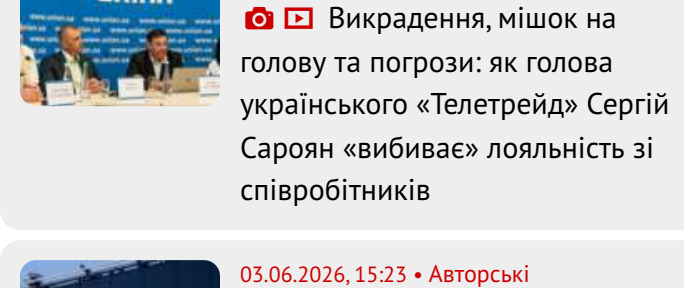 Викрадення, мішок на
голову та погрози: як голова
українського «Телетрейд» Сергій
Сароян «вибиває» лояльність зі
співробітників
03.06.2026, 15:23 • Авторські